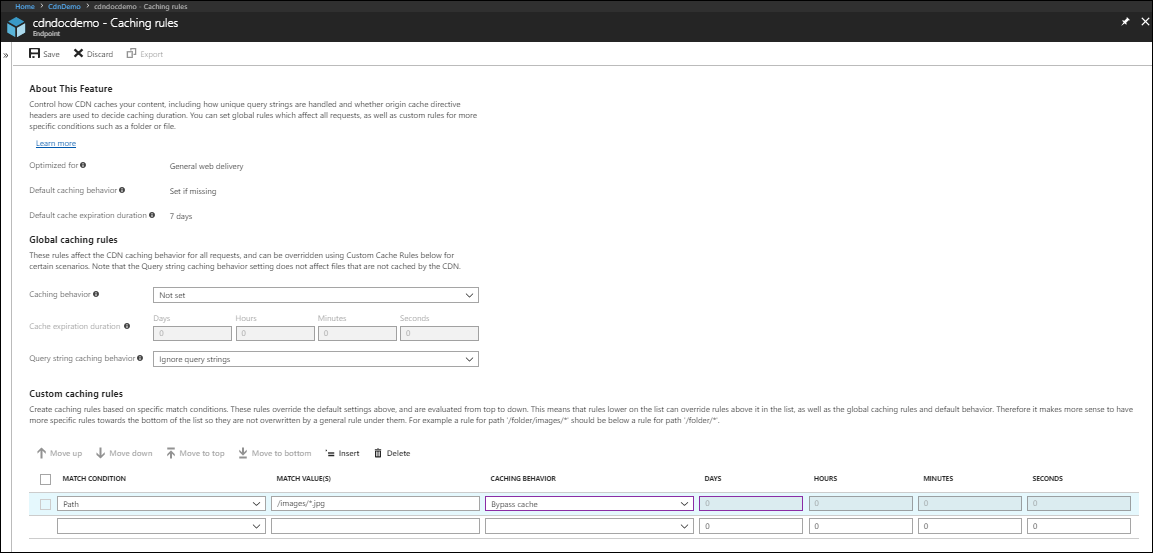 Home > CdnDemo > cdndocdemo - Caching rules
cdndocdemo - Caching rules
Endpoint
»
Save Discard Export
About This Feature
Control how CDN caches your content, including how unique query strings are handled and whether origin cache directive
headers are used to decide caching duration. You can set global rules which affect all requests, as well as custom rules for more
specific conditions such as a folder or file.
Learn more
Optimized for General web delivery
Default caching behavior Set if missing
Default cache expiration duration 7 days
Global caching rules
These rules affect the CDN caching behavior for all requests, and can be overridden using Custom Cache Rules below for
certain scenarios. Note that the Query string caching behavior setting does not affect files that are not cached by the CDN.
Caching behavior Not set
Days Hours Minutes Seconds
Cache expiration duration 0 0 0 0
Query string caching behavior Ignore query strings
Custom caching rules
Create caching rules based on specific match conditions. These rules override the default settings above, and are evaluated from top to down. This means that rules lower on the list can override rules above it in the list, as well as the global caching rules and default behavior. Therefore it makes more sense to have
more specific rules towards the bottom of the list so they are not overwritten by a general rule under them. For example a rule for path '/folder/images/*' should be below a rule for path '/folder/*'.
Move up Move down Move to top Move to bottom Insert Delete
MATCH CONDITION MATCH VALUE(S) CACHING BEHAVIOR DAYS HOURS MINUTES SECONDS
Path /images/*.jpg Bypass cache 0 0 0 0
0 0 0 0